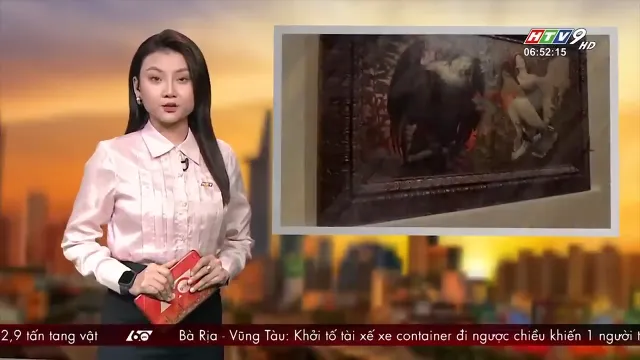 HTV9 HD
06:52:15
2,9 tấn tang vật 60 Bà Rịa - Vũng Tàu: Khởi tố tài xế xe container đi ngược chiều khiến 1 người t